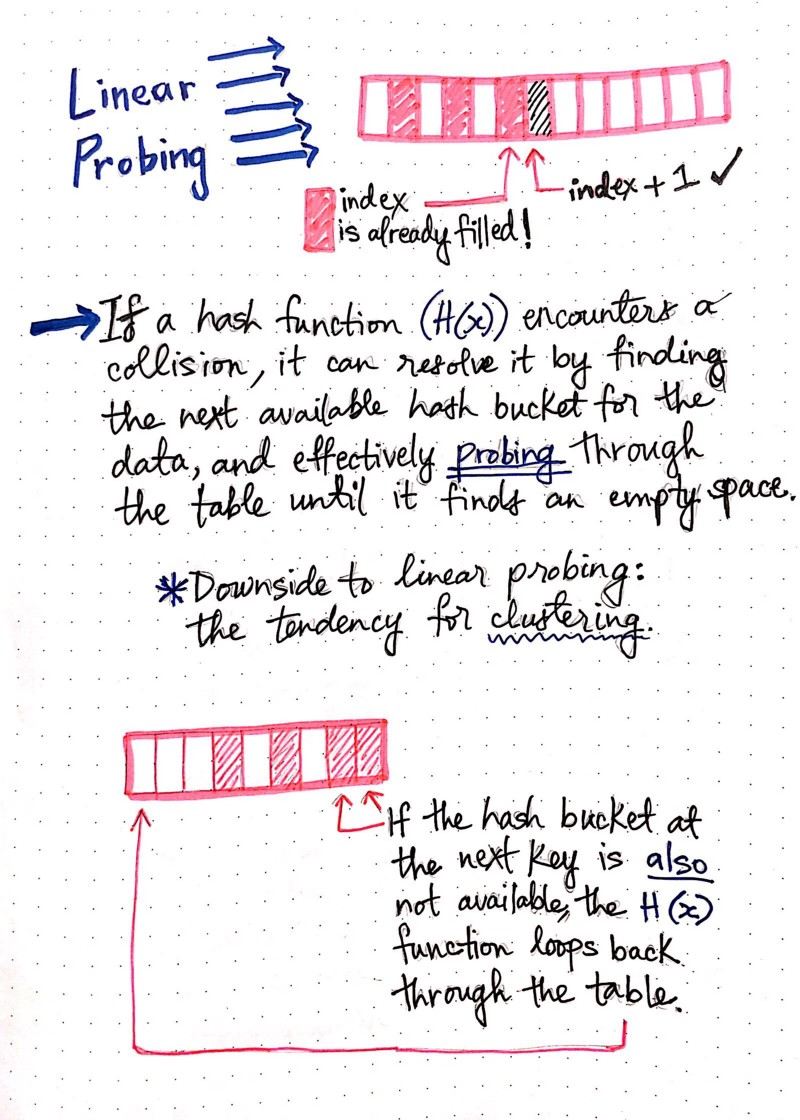 Linear
Probing
index
is already filled!
index + 1 ✓
If a hash function (H(x)) encounters a
collision, it can resolve it by finding
the next available hash bucket for the
data, and effectively probing through
the table until it finds an empty space.
*Downside to linear probing:
the tendency for clustering.
If the hash bucket at
the next key is also
not available, the H(x)
function loops back
through the table.